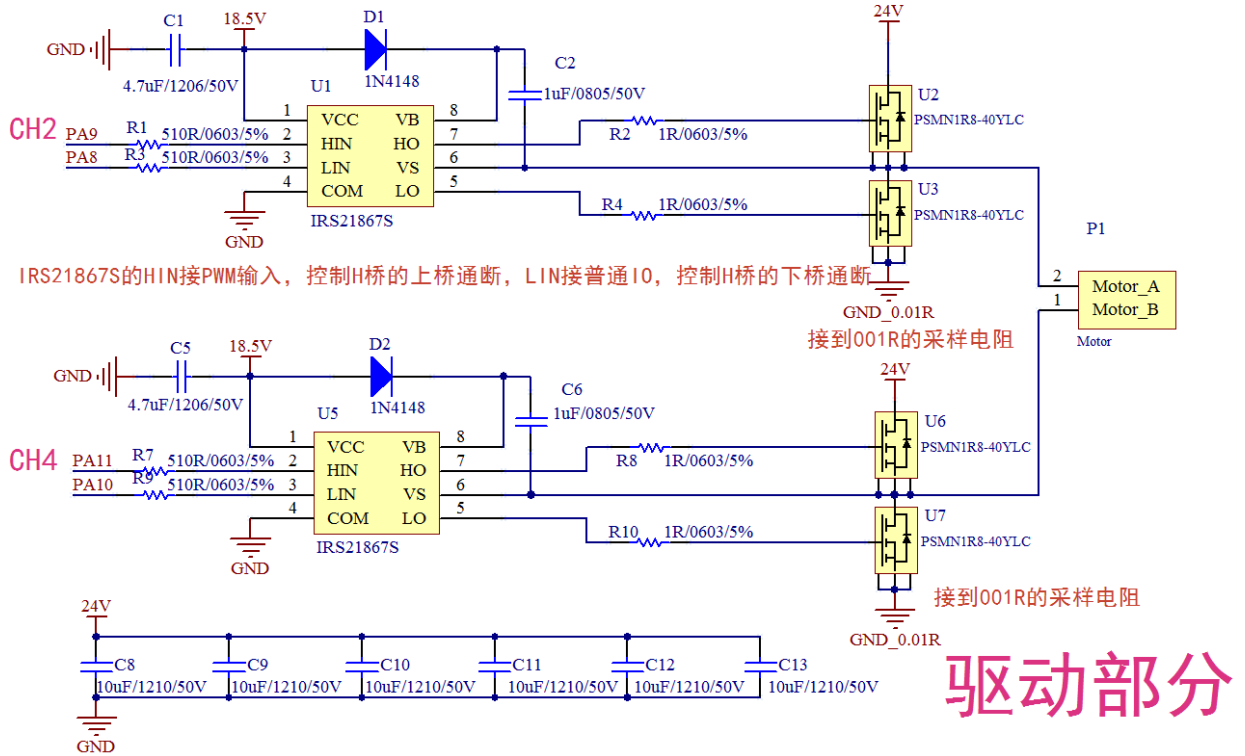 24V
C1
18.5V
D1
GND
4.7uF/1206/50V
1N4148
C2
1uF/0805/50V
U1
U2
PSMN1R8-40YLC
CH2
PA9
R1
510R/0603/5%
1
VCC
VB
8
2
HIN
HO
7
R2
1R/0603/5%
PA8
R3
510R/0603/5%
3
LIN
VS
6
4
COM
LO
5
R4
1R/0603/5%
U3
PSMN1R8-40YLC
GND
IRS21867S
P1
IRS21867S的HIN接PWM输入，控制H桥的上桥通断，LIN接普通IO，控制H桥的下桥通断
2
Motor_A
1
Motor_B
Motor
GND_0.01R
接到001R的采样电阻
C5
18.5V
D2
24V
GND
4.7uF/1206/50V
1N4148
C6
1uF/0805/50V
U5
U6
PSMN1R8-40YLC
CH4
PA11
R7
510R/0603/5%
1
VCC
VB
8
2
HIN
HO
7
R8
1R/0603/5%
PA10
R9
510R/0603/5%
3
LIN
VS
6
4
COM
LO
5
R10
1R/0603/5%
U7
PSMN1R8-40YLC
GND
IRS21867S
接到001R的采样电阻
GND_0.01R
24V
C8
10uF/1210/50V
C9
10uF/1210/50V
C10
10uF/1210/50V
C11
10uF/1210/50V
C12
10uF/1210/50V
C13
10uF/1210/50V
GND
驱动部分